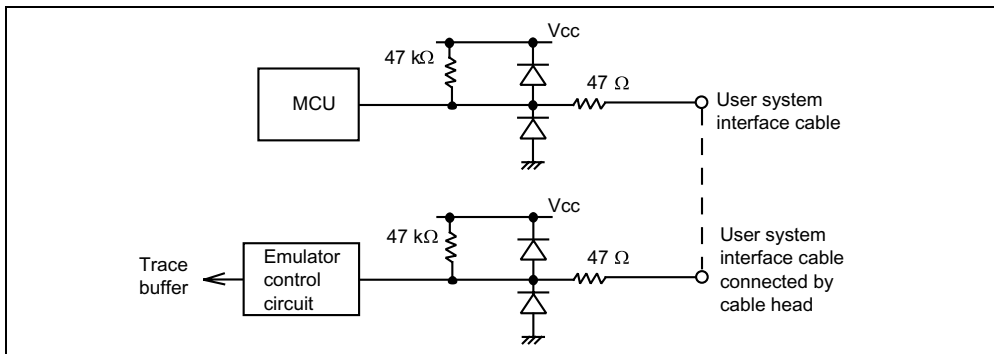 Vcc
47 kΩ
47 Ω
MCU
User system
interface cable
Vcc
47 kΩ
47 Ω
Trace
buffer
Emulator
control
circuit
User system
interface cable
connected by
cable head